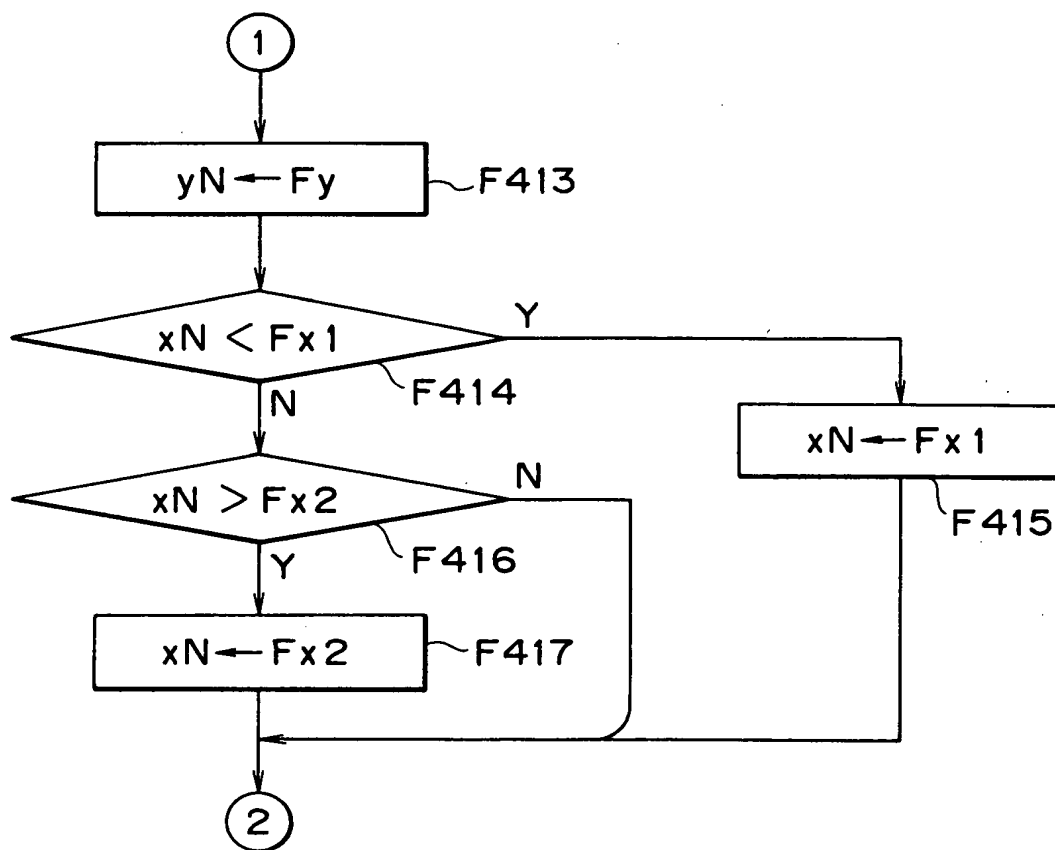 1
yN ← Fy
F413
xN < Fx1
Y
F414
N
xN ← Fx1
F415
xN > Fx2
N
F416
Y
xN ← Fx2
F417
2